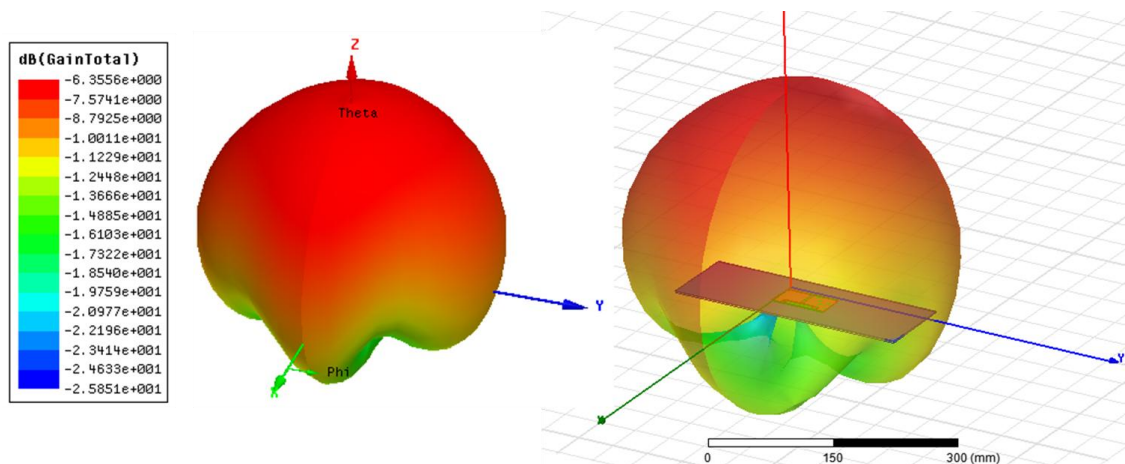 dB(GainTotal)
-6.3556e+000
-7.5741e+000
-8.7925e+000
-1.0011e+001
-1.1229e+001
-1.2448e+001
-1.3666e+001
-1.4885e+001
-1.6103e+001
-1.7322e+001
-1.8540e+001
-1.9759e+001
-2.0977e+001
-2.2196e+001
-2.3414e+001
-2.4633e+001
-2.5851e+001
Z
Theta
Y
Phi
X
Y
X
0 150 300 (mm)